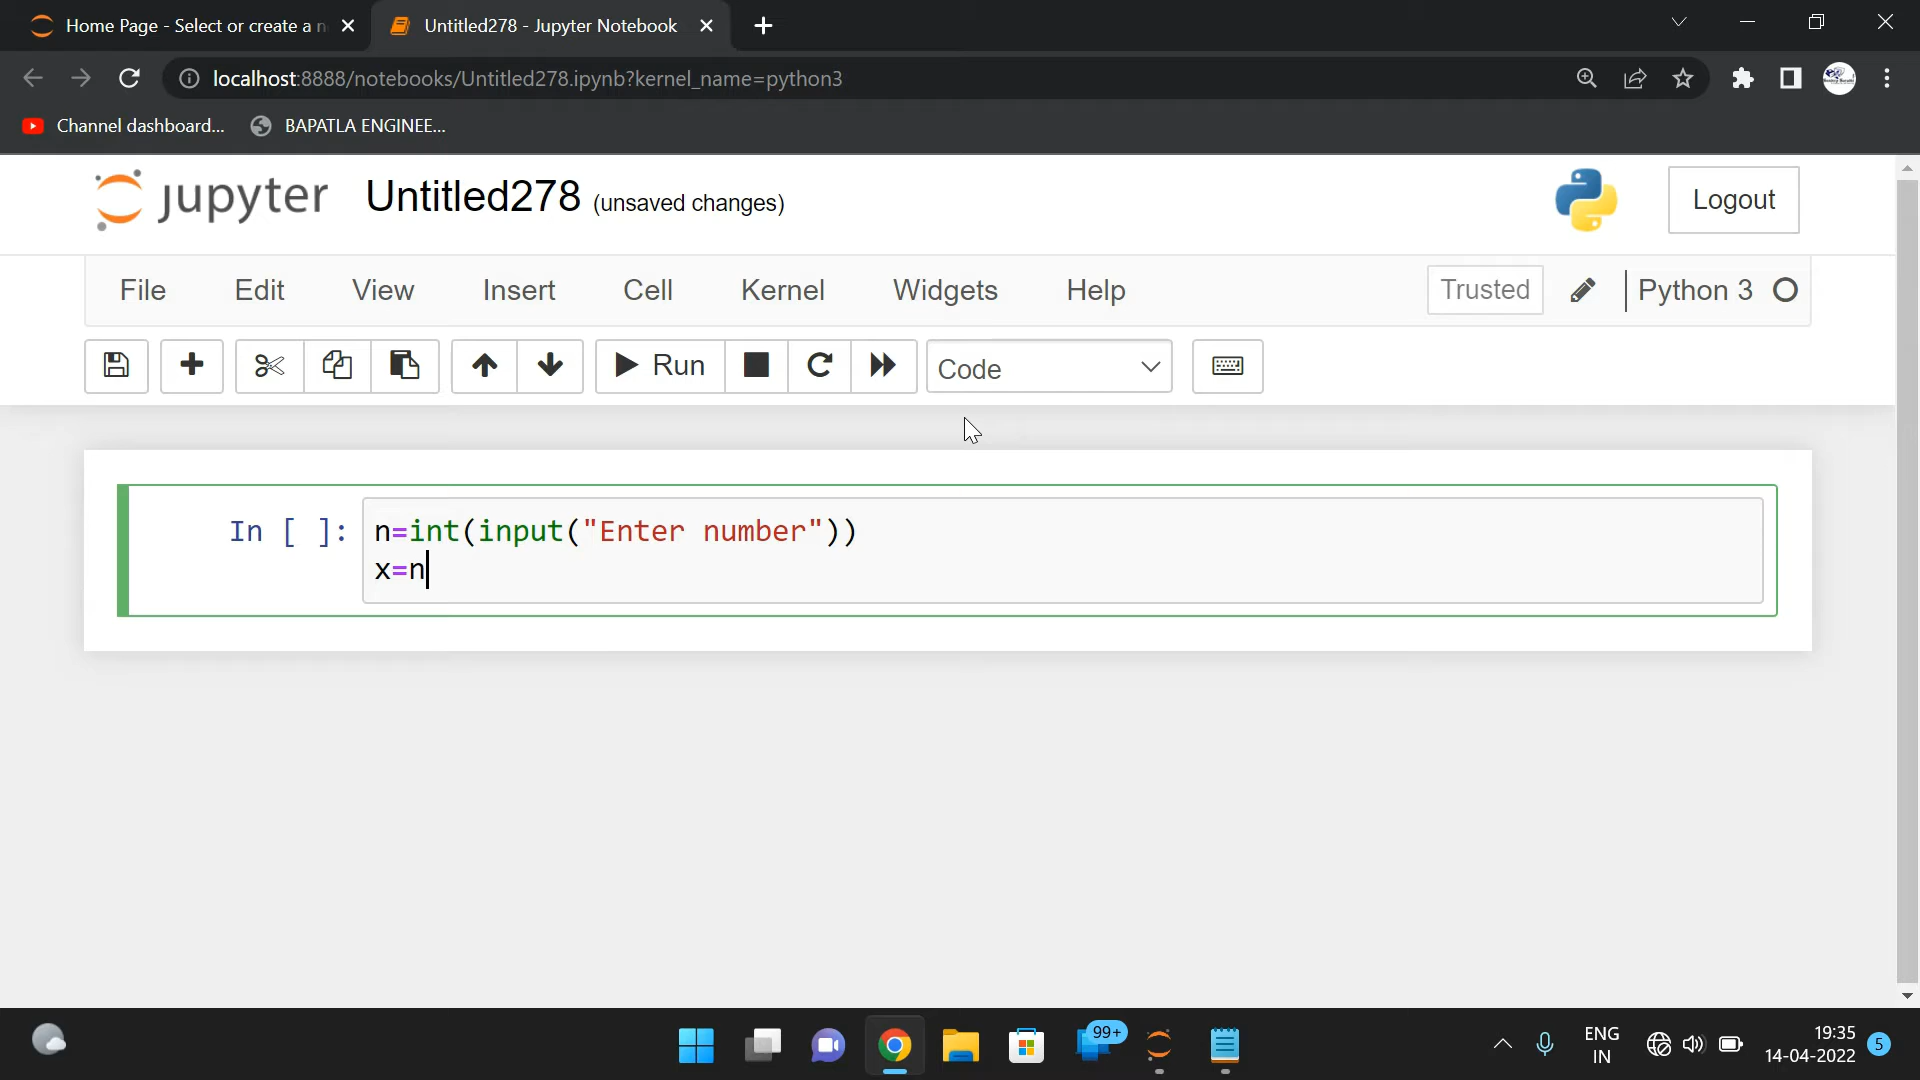 Home Page - Select or create a n
Untitled278 - Jupyter Notebook
localhost:8888/notebooks/Untitled278.ipynb?kernel_name=python3
Channel dashboard...
BAPATLA ENGINEE...
jupyter Untitled278 (unsaved changes)
Logout
File Edit View Insert Cell Kernel Widgets Help Trusted Python 3
Run Code
In [ ]: n=int(input("Enter number"))
x=n
99+
ENG
IN
19:35
14-04-2022
5